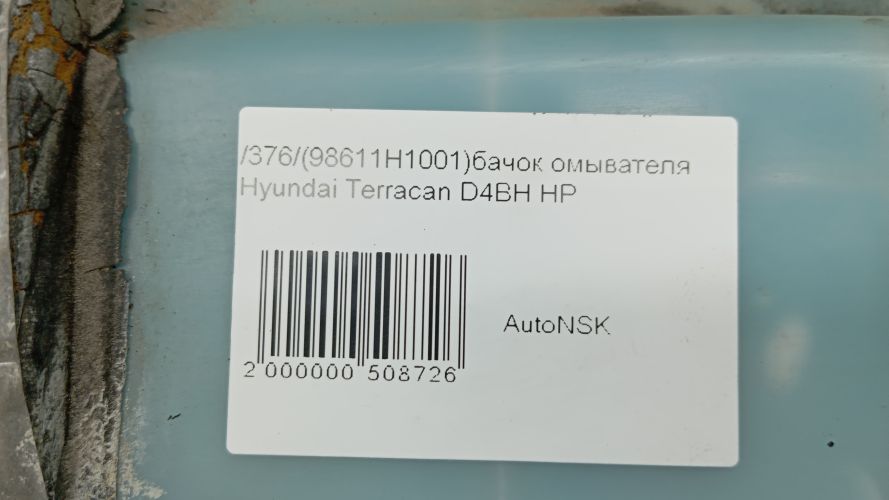 /376/(98611H1001)бачок омывателя
Hyundai Terracan D4BH HP
AutoNSK
2 000000 508726